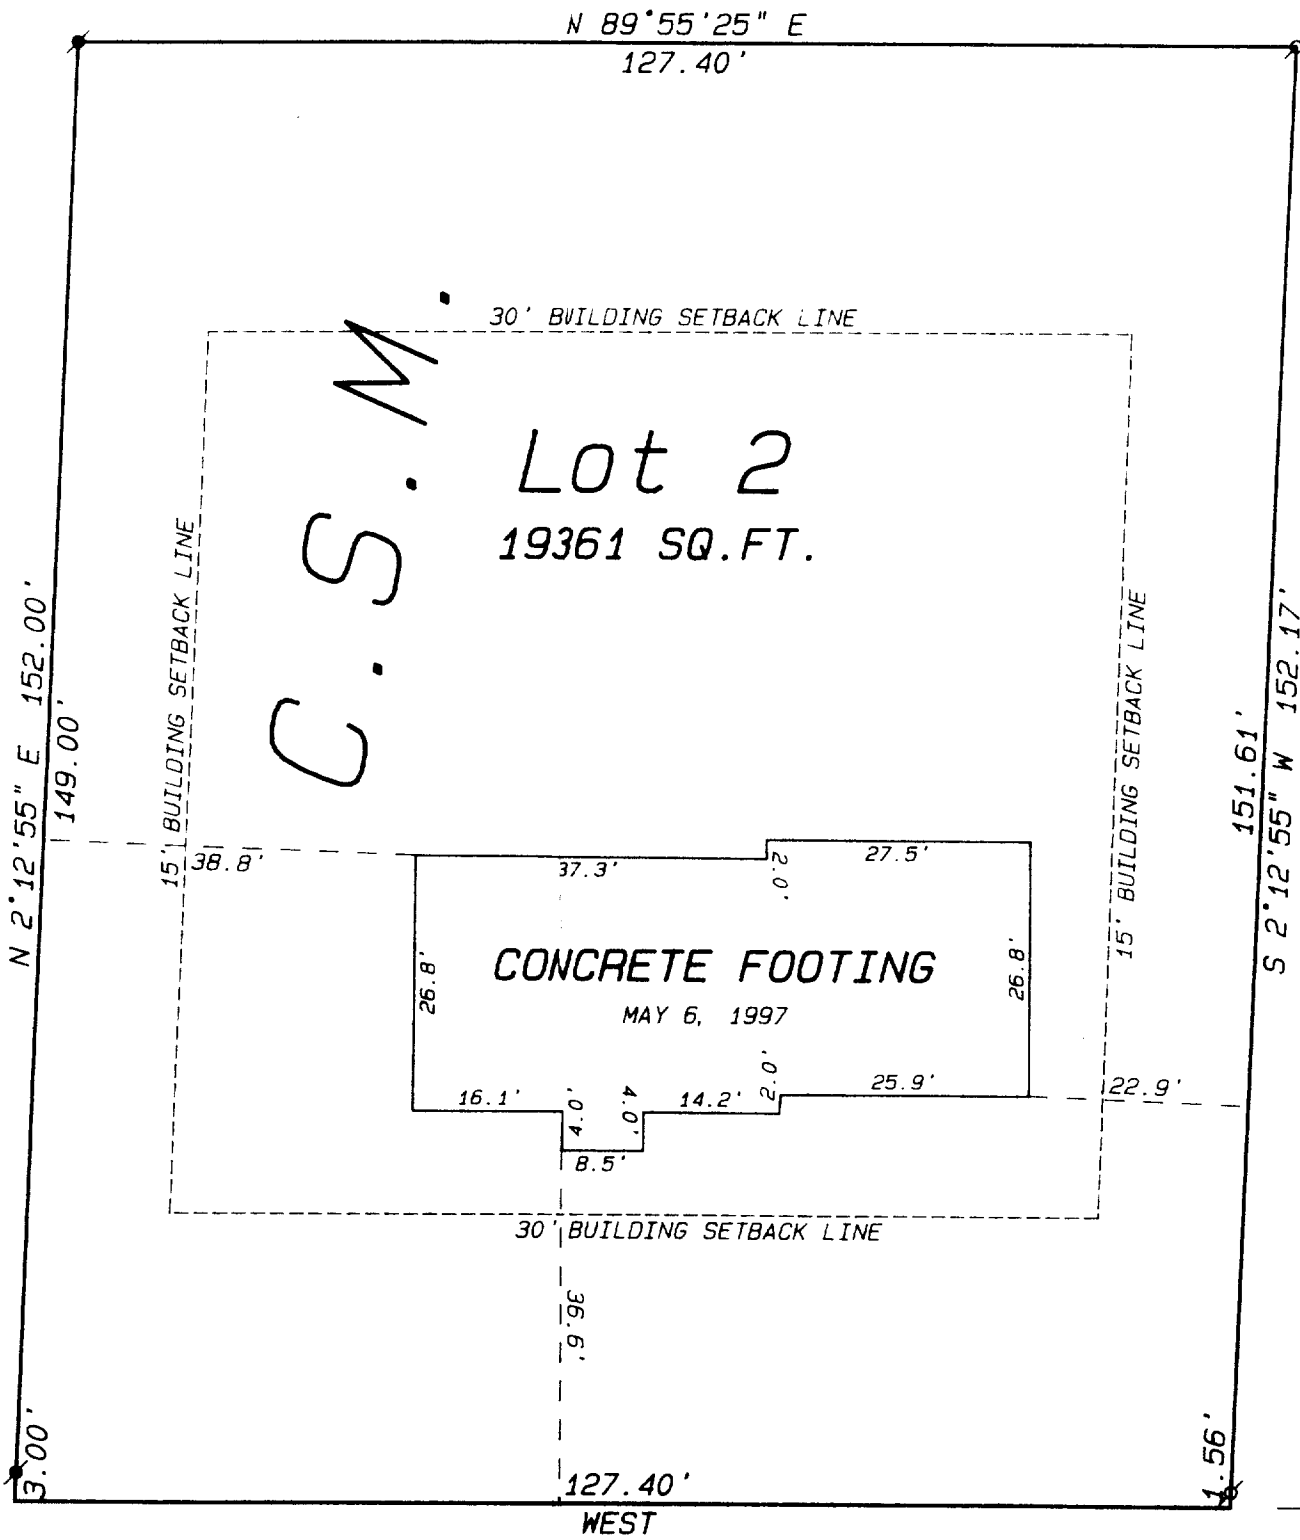 N 89°55'25" E
127.40'
30' BUILDING SETBACK LINE
C.S.M.
Lot 2
19361 SQ.FT.
15' BUILDING SETBACK LINE
N 2°12'55" E 152.00'
149.00'
15' BUILDING SETBACK LINE
151.61'
S 2°12'55" W 152.17'
38.8'
37.3'
2.0'
27.5'
26.8'
CONCRETE FOOTING
MAY 6, 1997
26.8'
16.1'
4.0'
4.0'
14.2'
2.0'
25.9'
22.9'
8.5'
30' BUILDING SETBACK LINE
36.6'
3.00'
127.40'
WEST
1.56'